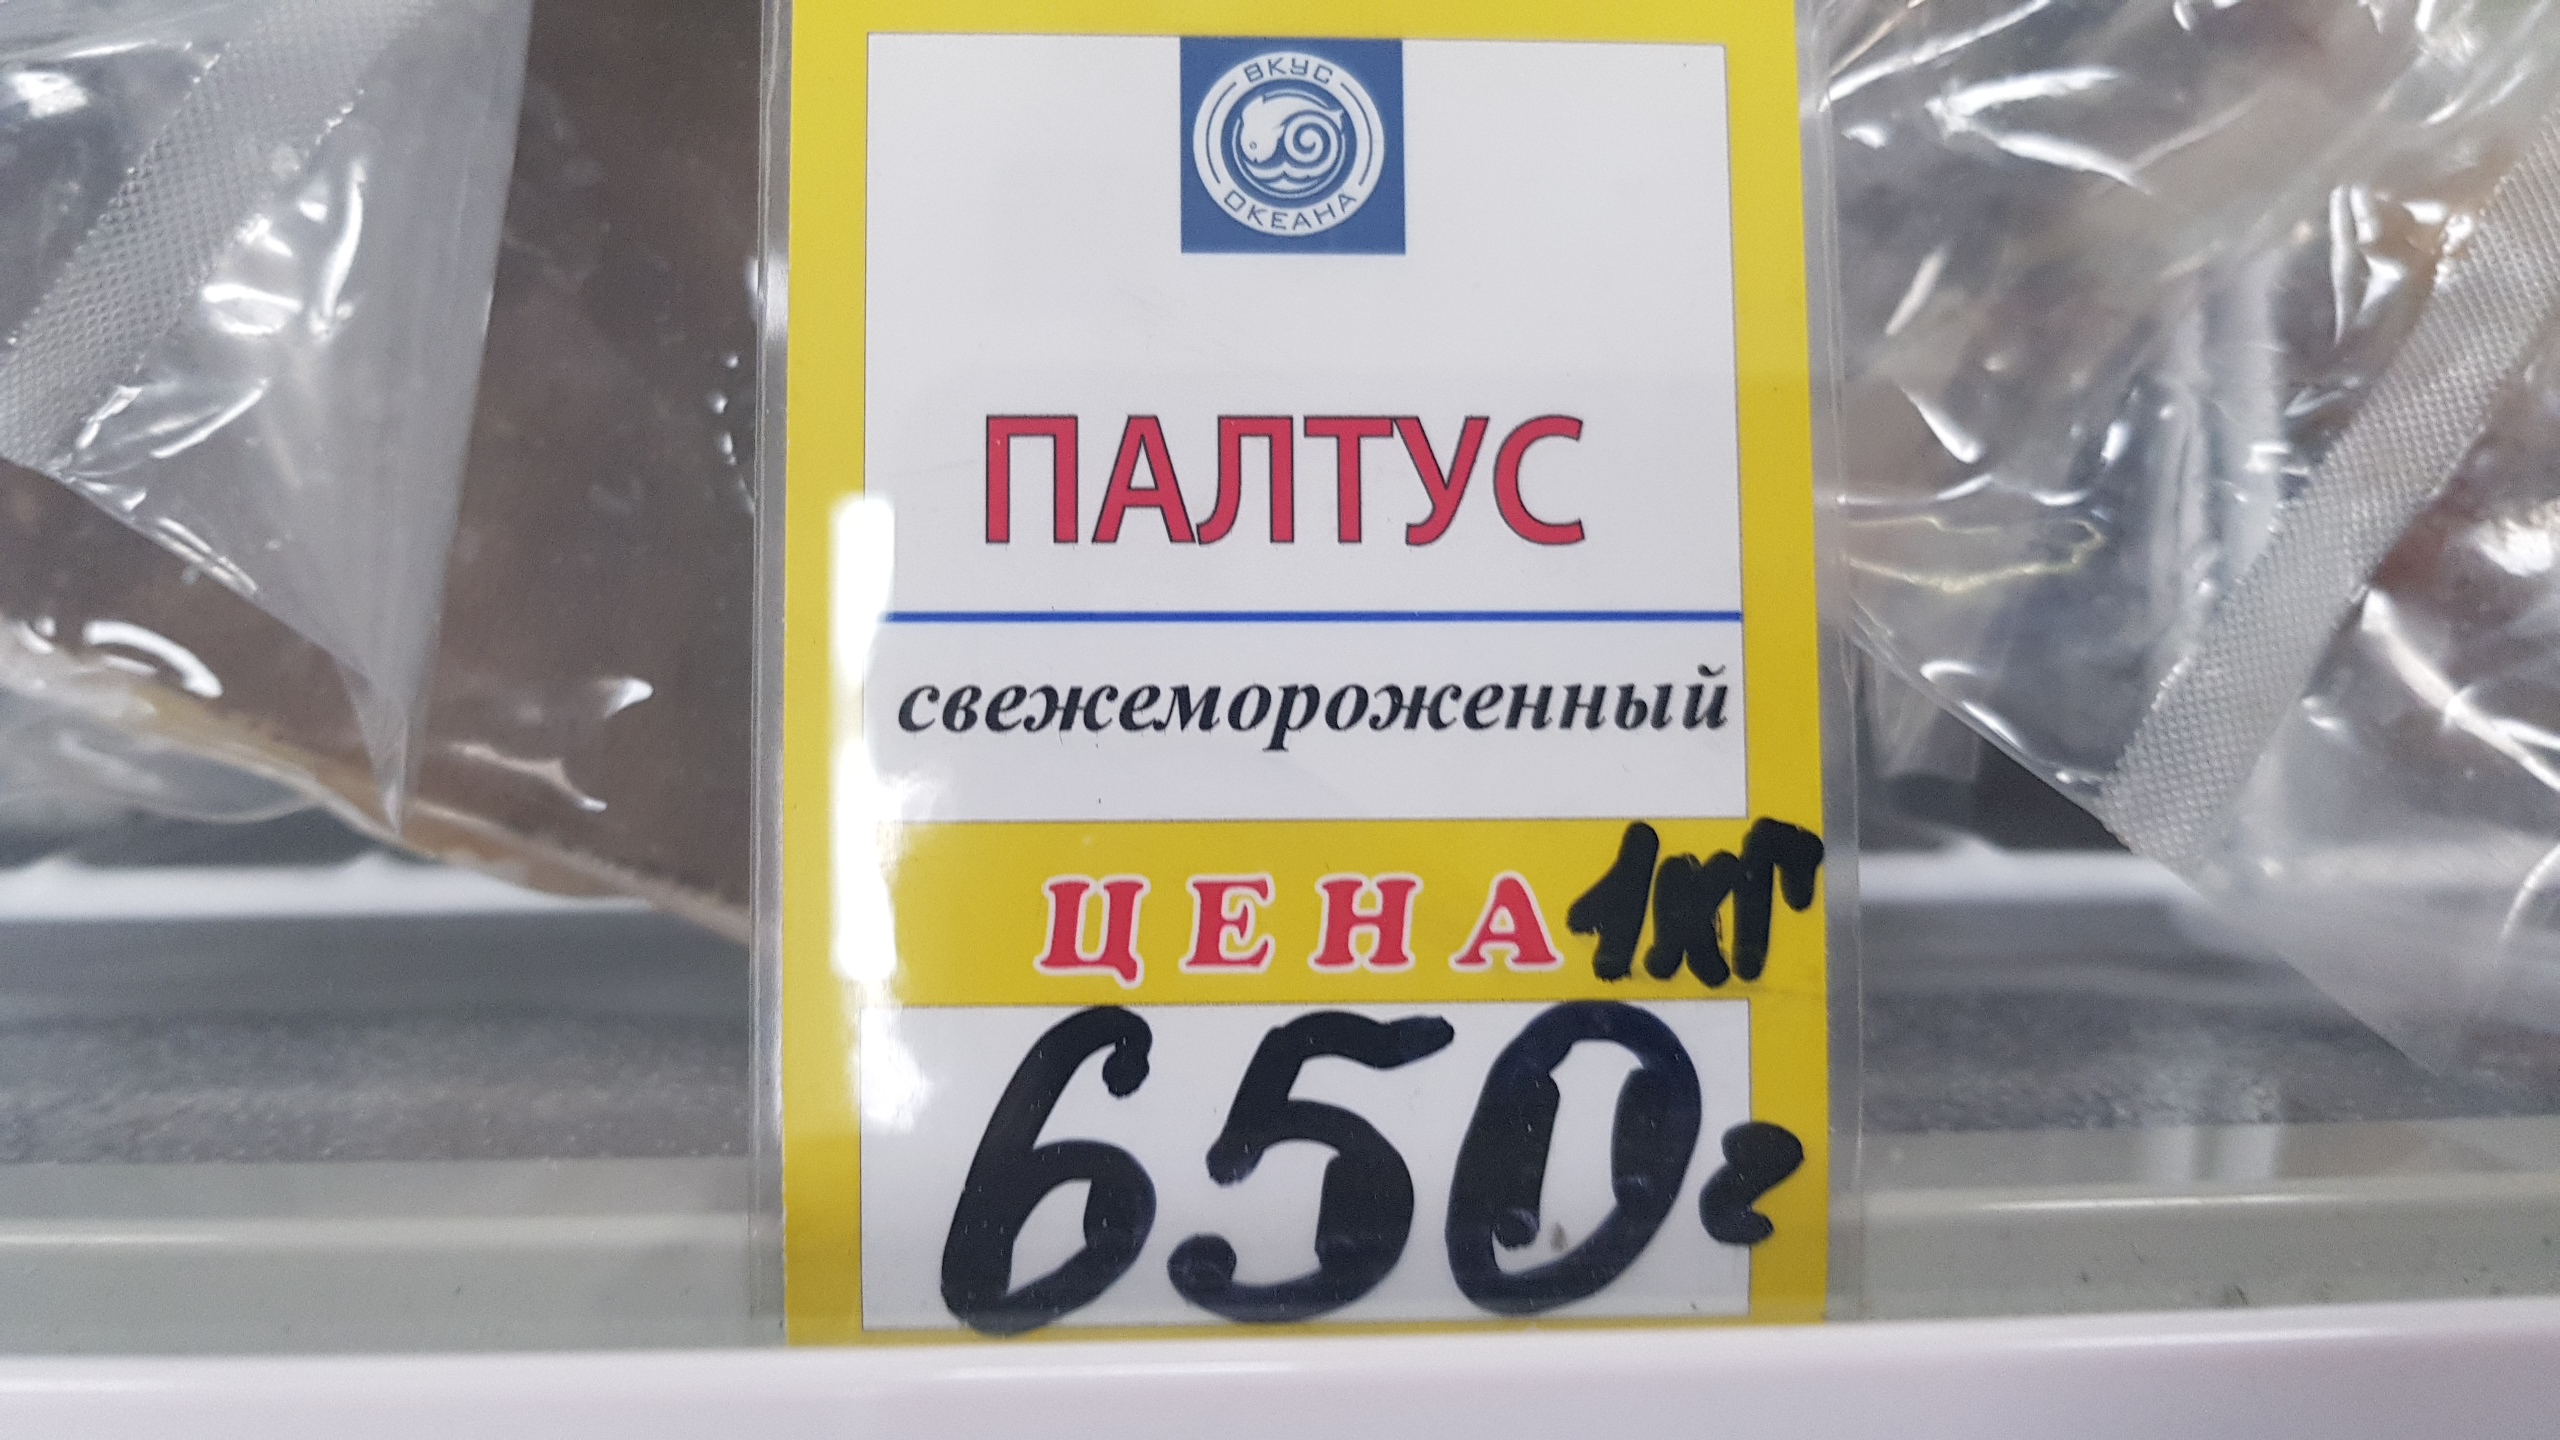 ВКУС
ОКЕАНА
ПАЛТУС
свежемороженный
ЦЕНА 1кг
650г